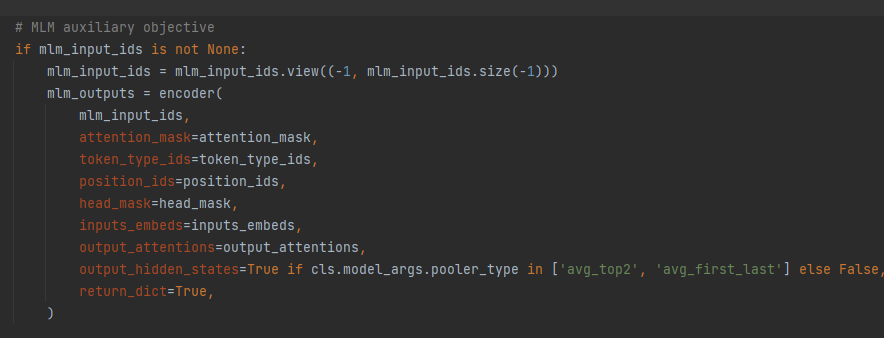 # MLM auxiliary objective
if mlm_input_ids is not None:
    mlm_input_ids = mlm_input_ids.view((-1, mlm_input_ids.size(-1)))
    mlm_outputs = encoder(
        mlm_input_ids,
        attention_mask=attention_mask,
        token_type_ids=token_type_ids,
        position_ids=position_ids,
        head_mask=head_mask,
        inputs_embeds=inputs_embeds,
        output_attentions=output_attentions,
        output_hidden_states=True if cls.model_args.pooler_type in ['avg_top2', 'avg_first_last'] else False,
        return_dict=True,
    )